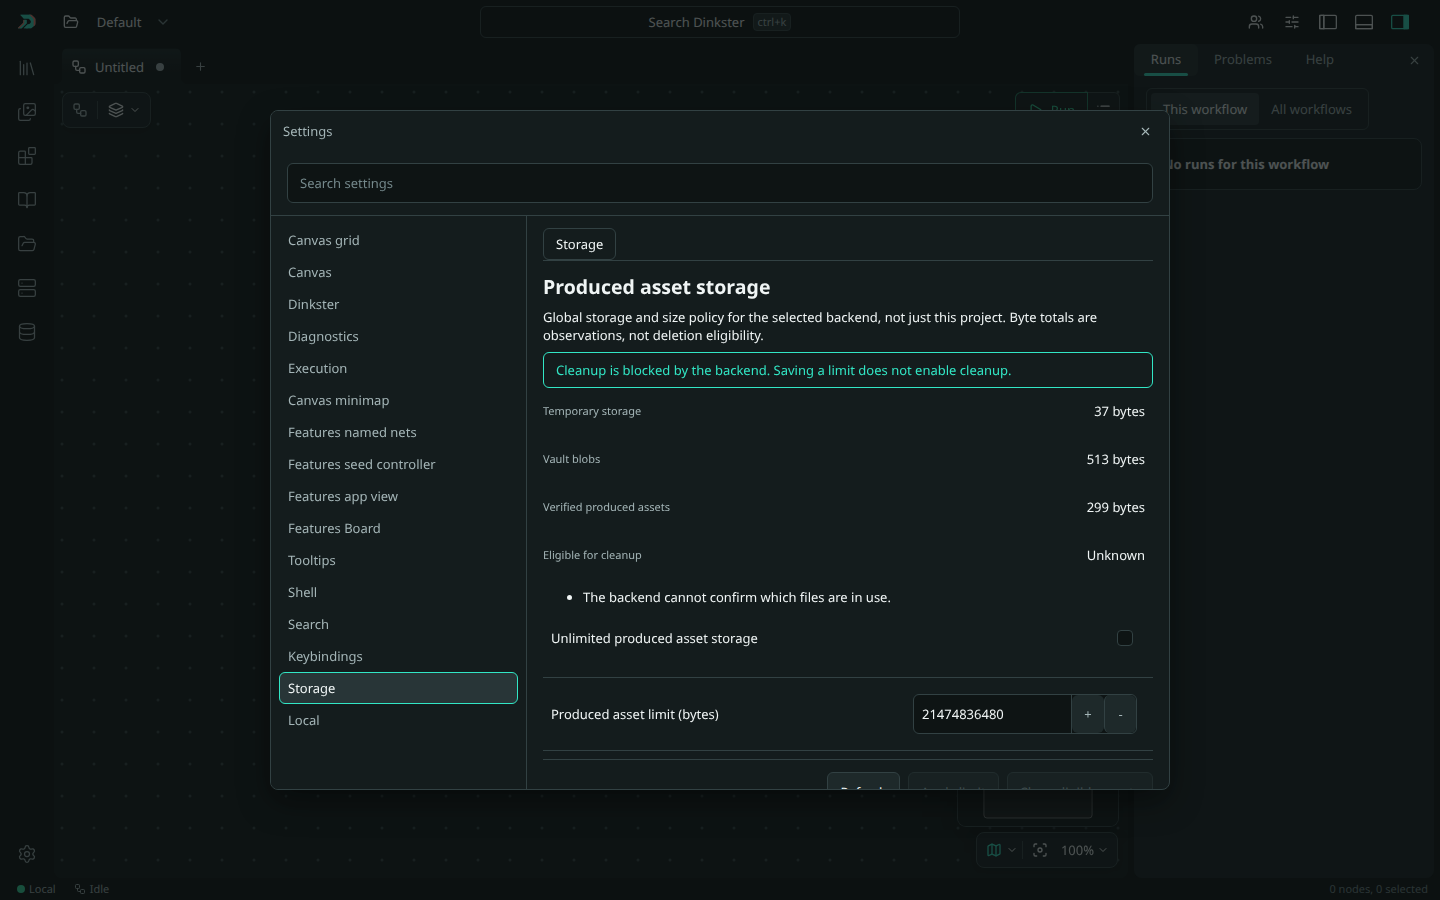 Default
Search Dinkster ctrl+k
Untitled
Runs Problems Help
This workflow All workflows
No runs for this workflow
Settings
Search settings
Canvas grid
Canvas
Dinkster
Diagnostics
Execution
Canvas minimap
Features named nets
Features seed controller
Features app view
Features Board
Tooltips
Shell
Search
Keybindings
Storage
Local
Storage
Produced asset storage
Global storage and size policy for the selected backend, not just this project. Byte totals are
observations, not deletion eligibility.
Cleanup is blocked by the backend. Saving a limit does not enable cleanup.
Temporary storage 37 bytes
Vault blobs 513 bytes
Verified produced assets 299 bytes
Eligible for cleanup Unknown
• The backend cannot confirm which files are in use.
Unlimited produced asset storage
Produced asset limit (bytes) 21474836480 + -
100%
Local Idle
0 nodes, 0 selected